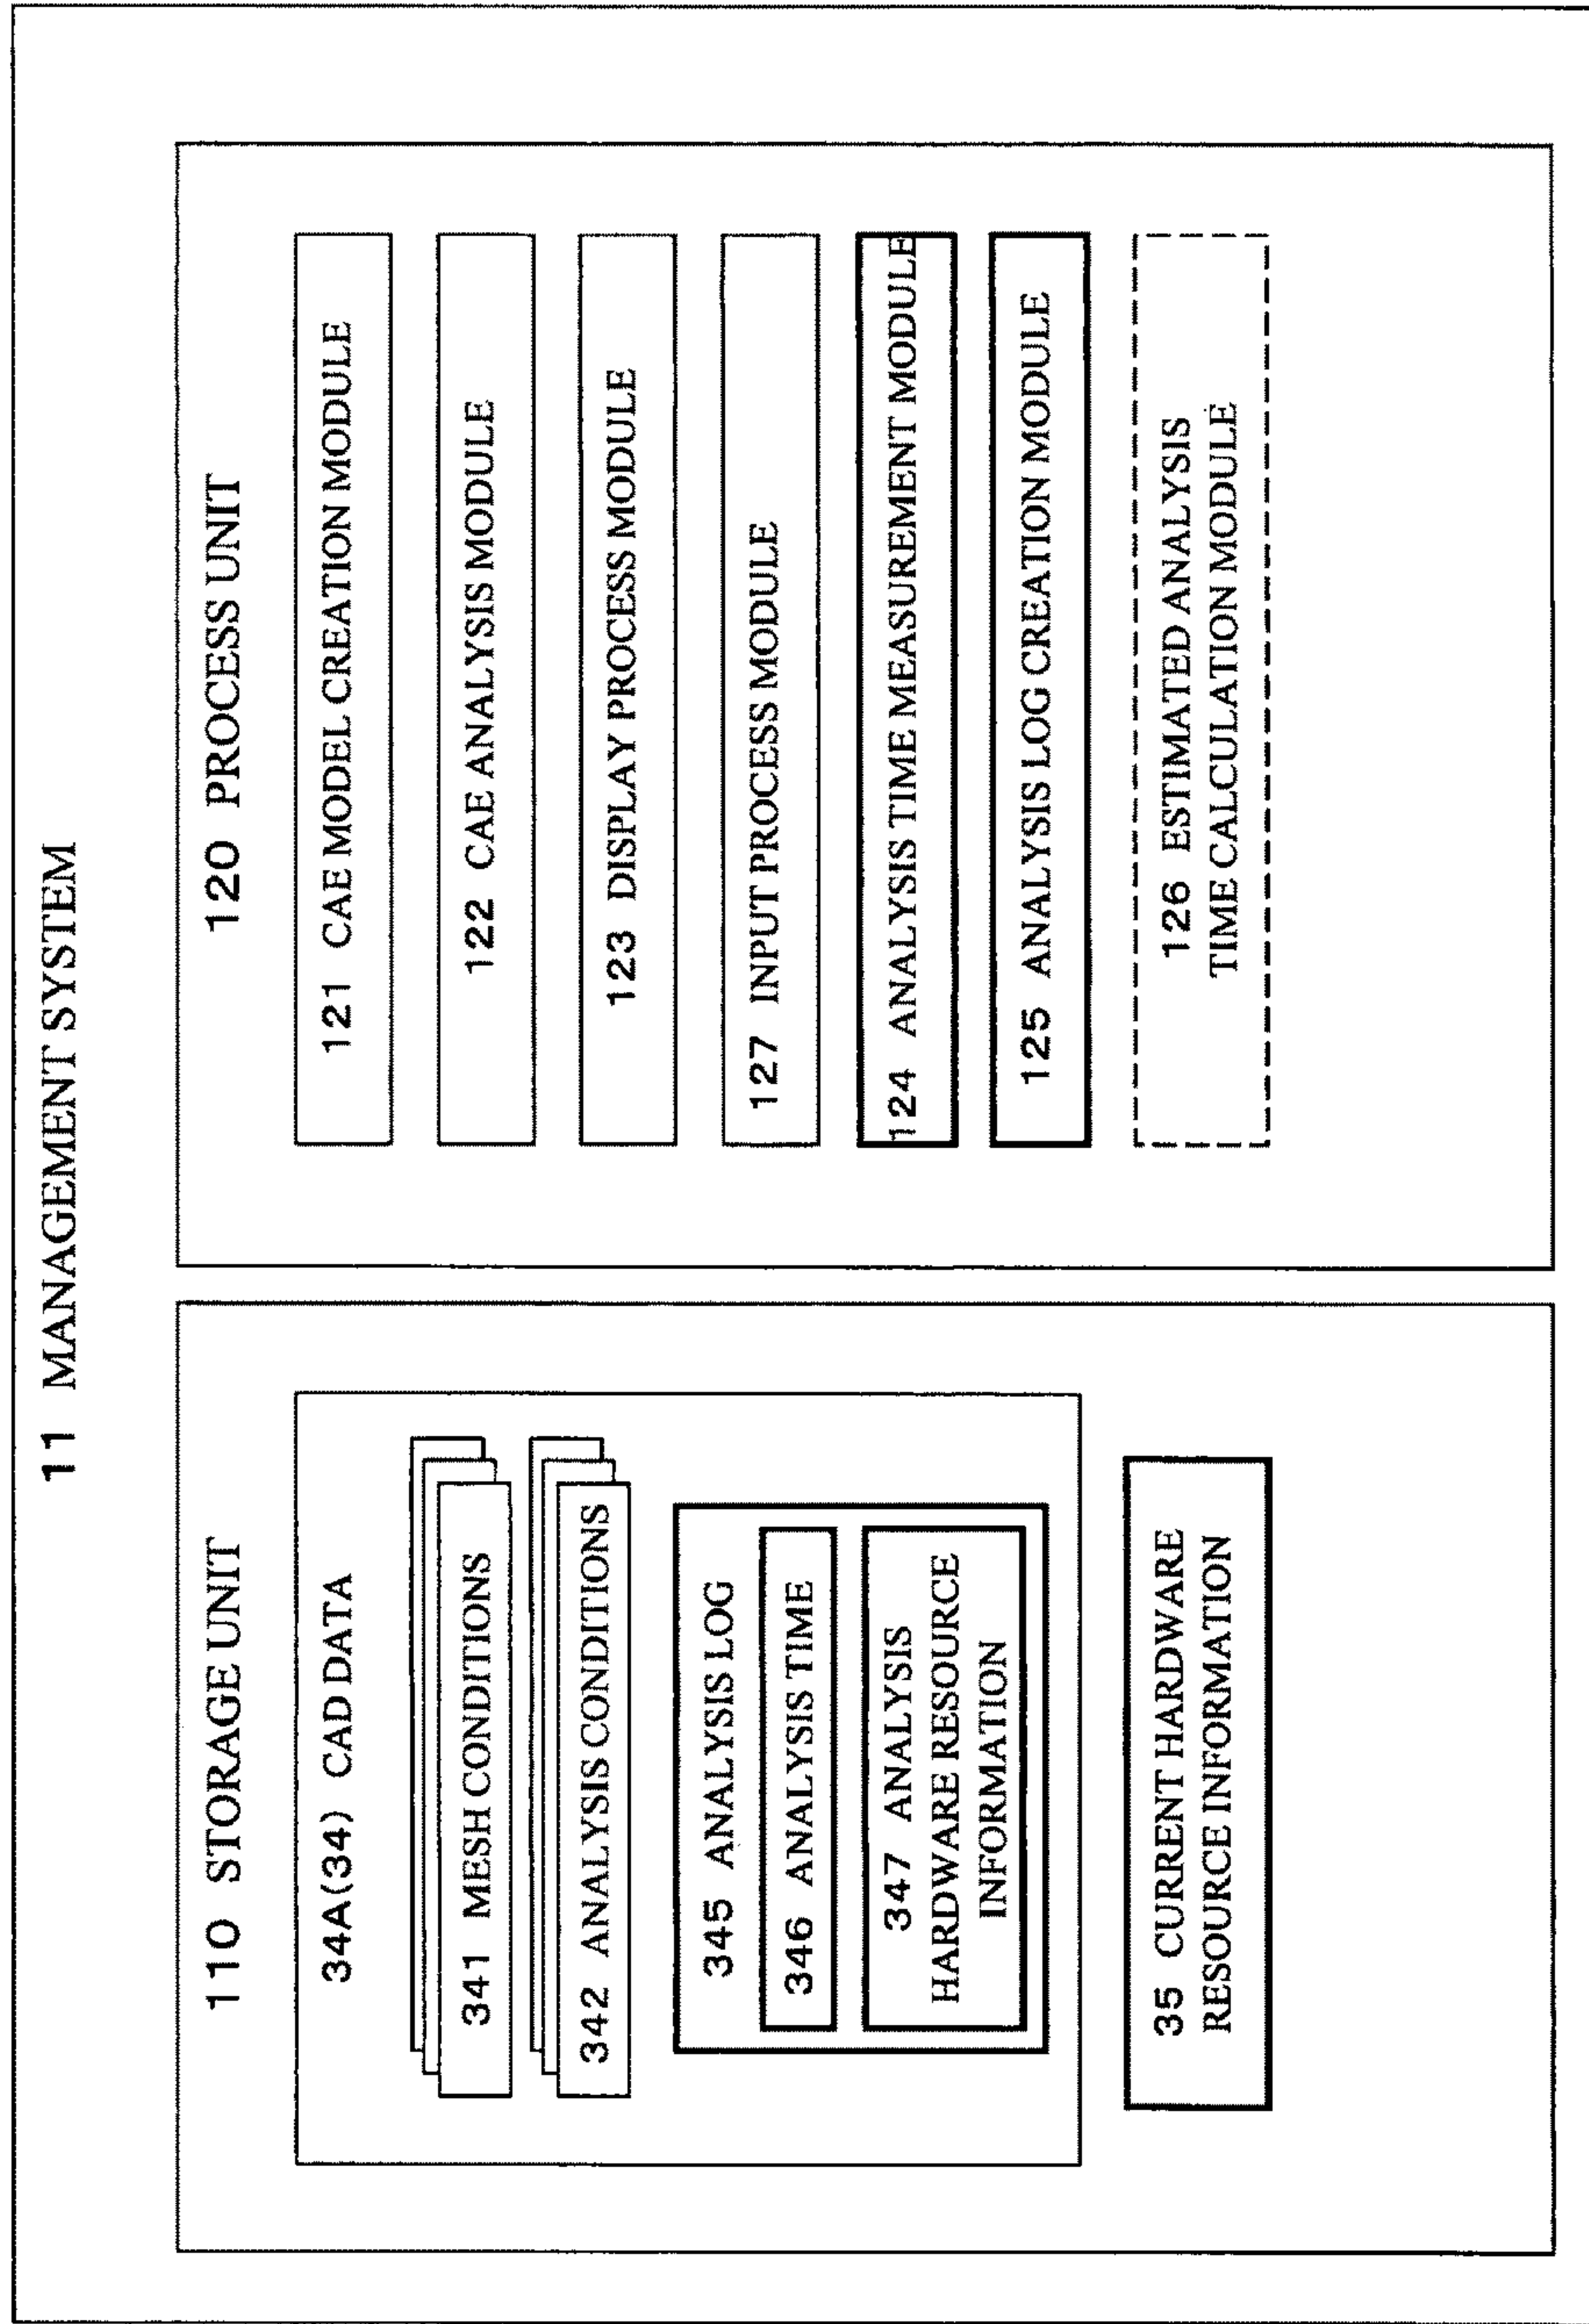 11 MANAGEMENT SYSTEM
110 STORAGE UNIT
34A(34) CAD DATA
341 MESH CONDITIONS
342 ANALYSIS CONDITIONS
345 ANALYSIS LOG
346 ANALYSIS TIME
347 ANALYSIS
HARDWARE RESOURCE
INFORMATION
35 CURRENT HARDWARE
RESOURCE INFORMATION
120 PROCESS UNIT
121 CAE MODEL CREATION MODULE
122 CAE ANALYSIS MODULE
123 DISPLAY PROCESS MODULE
127 INPUT PROCESS MODULE
124 ANALYSIS TIME MEASUREMENT MODULE
125 ANALYSIS LOG CREATION MODULE
126 ESTIMATED ANALYSIS
TIME CALCULATION MODULE